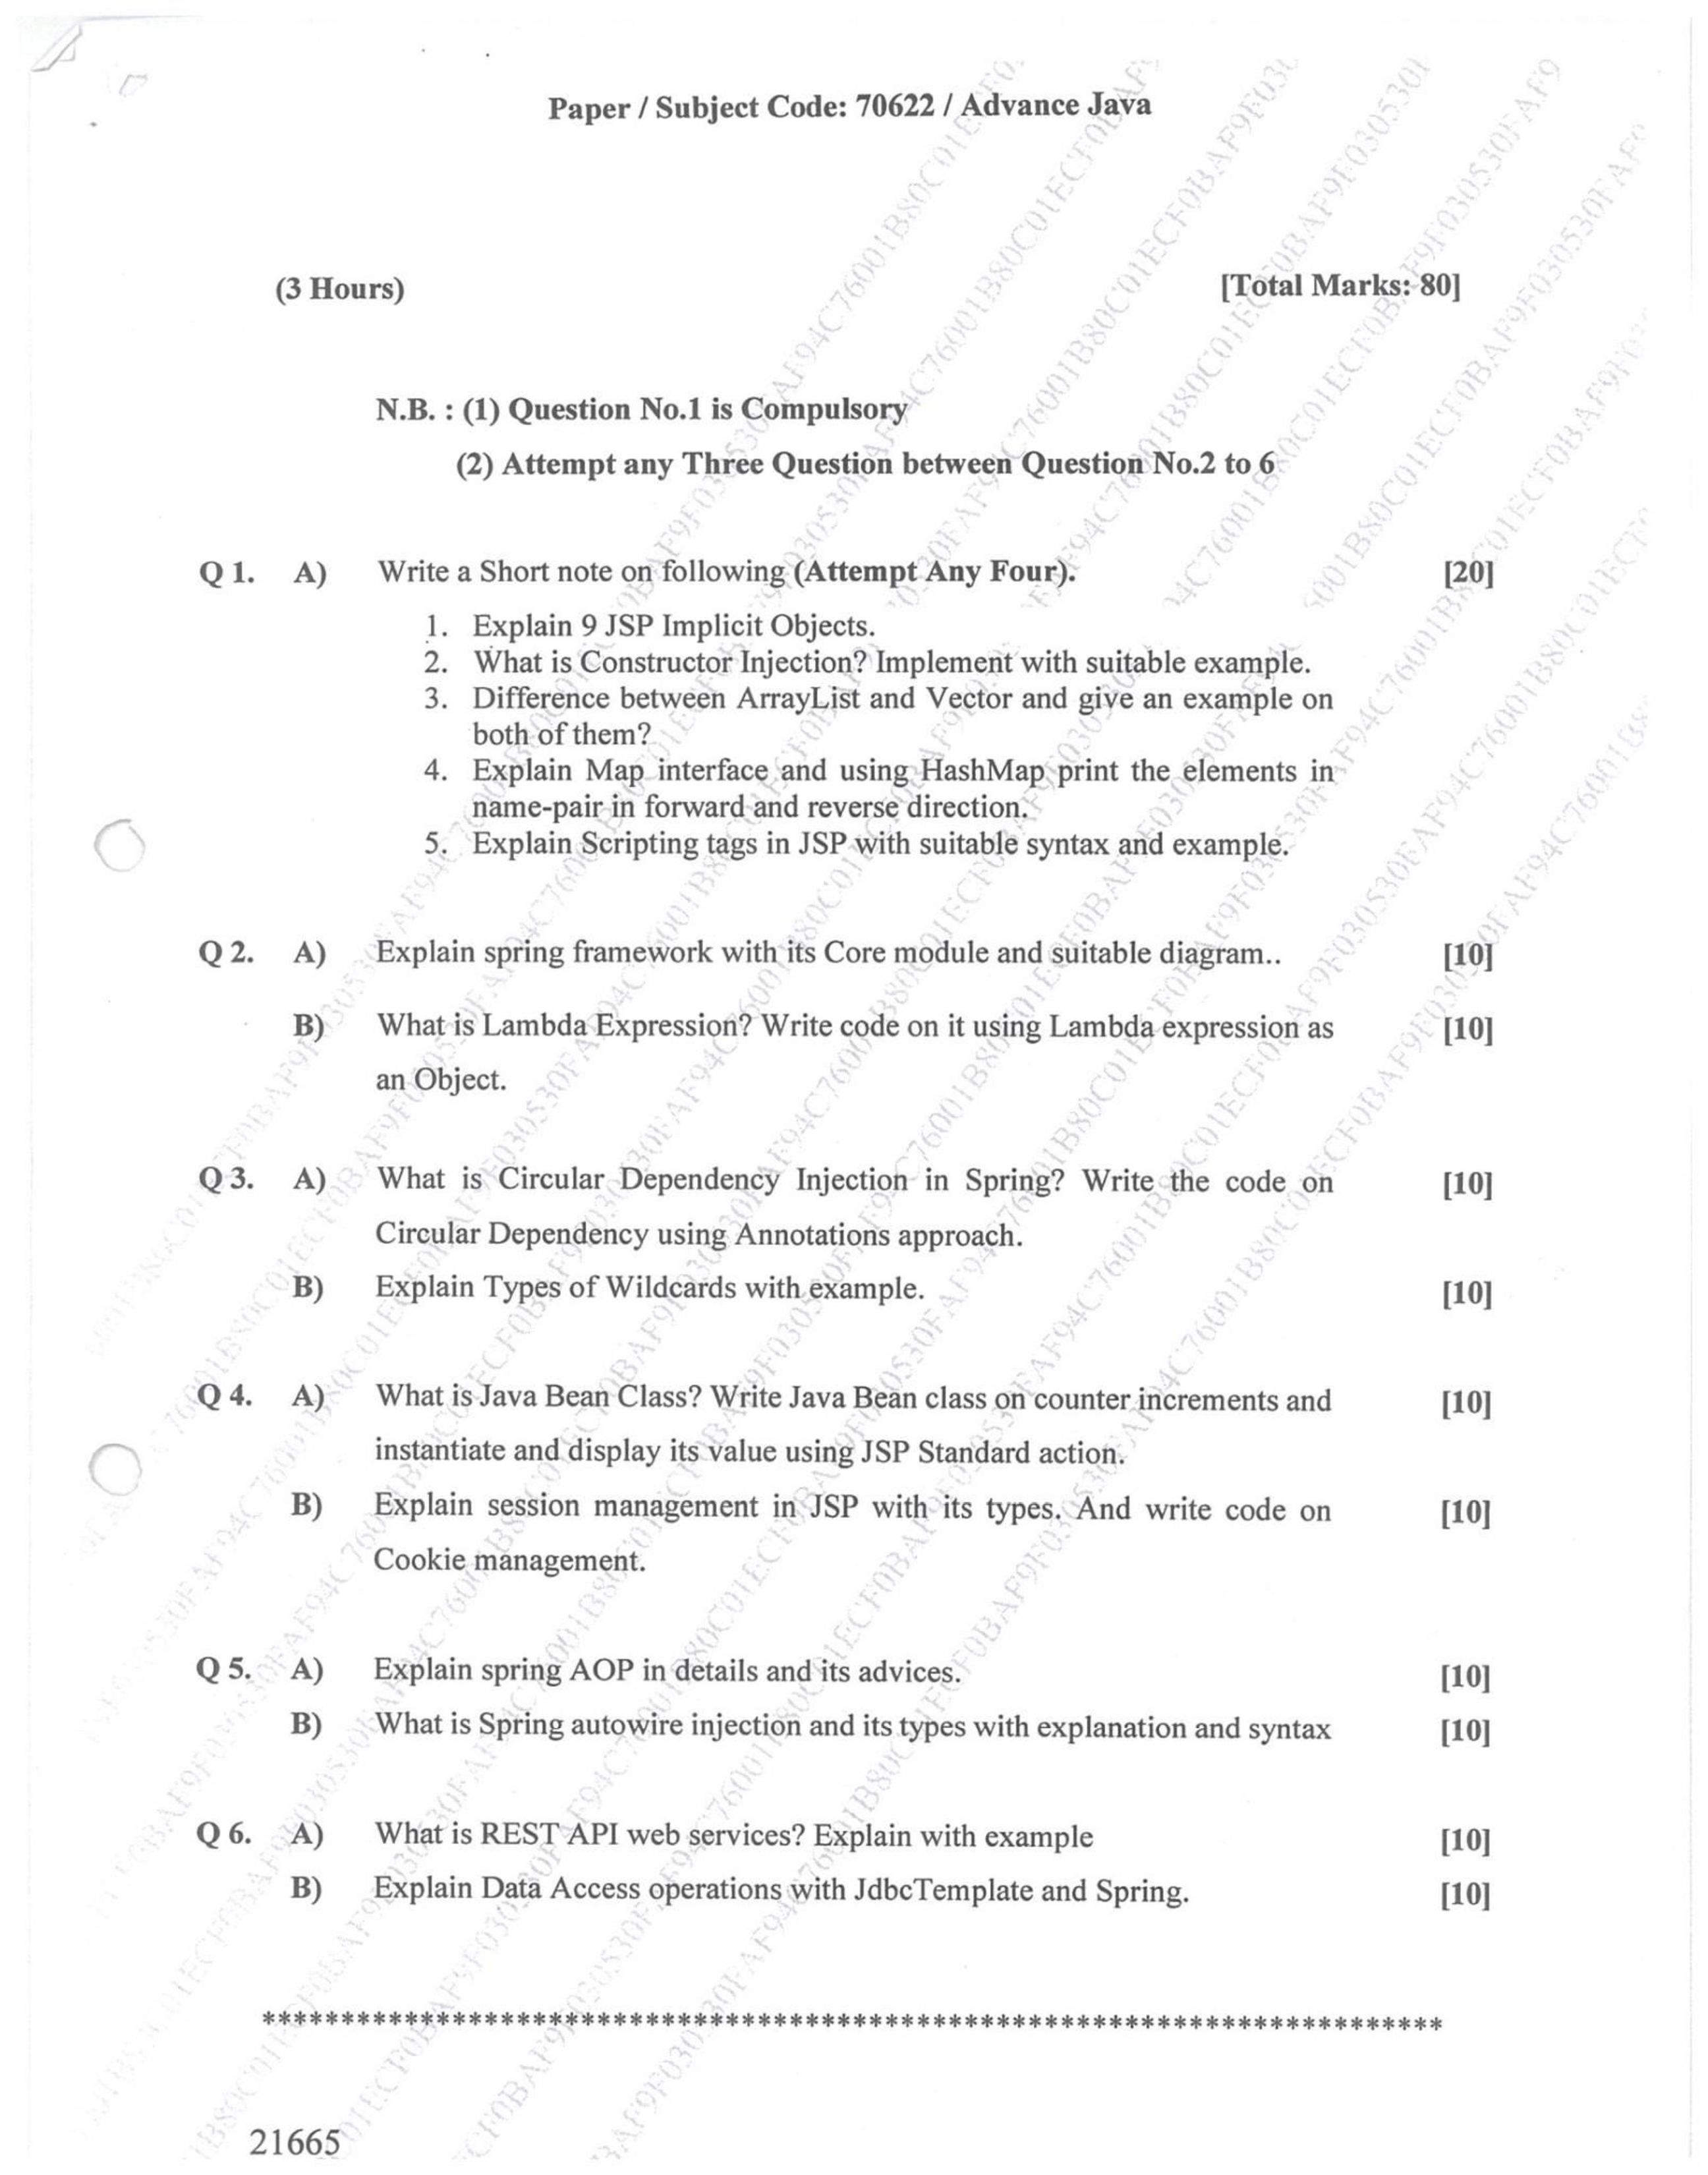 Paper / Subject Code: 70622 / Advance Java
(3 Hours) [Total Marks: 80]
N.B. : (1) Question No.1 is Compulsory
(2) Attempt any Three Question between Question No.2 to 6
Q 1. A) Write a Short note on following (Attempt Any Four). [20]
1. Explain 9 JSP Implicit Objects.
2. What is Constructor Injection? Implement with suitable example.
3. Difference between ArrayList and Vector and give an example on
both of them?
4. Explain Map interface and using HashMap print the elements in
name-pair in forward and reverse direction.
5. Explain Scripting tags in JSP with suitable syntax and example.
Q 2. A) Explain spring framework with its Core module and suitable diagram.. [10]
B) What is Lambda Expression? Write code on it using Lambda expression as [10]
an Object.
Q 3. A) What is Circular Dependency Injection in Spring? Write the code on [10]
Circular Dependency using Annotations approach.
B) Explain Types of Wildcards with example. [10]
Q 4. A) What is Java Bean Class? Write Java Bean class on counter increments and [10]
instantiate and display its value using JSP Standard action.
B) Explain session management in JSP with its types. And write code on [10]
Cookie management.
Q 5. A) Explain spring AOP in details and its advices. [10]
B) What is Spring autowire injection and its types with explanation and syntax [10]
Q 6. A) What is REST API web services? Explain with example [10]
B) Explain Data Access operations with JdbcTemplate and Spring. [10]
***************************************************************************
21665